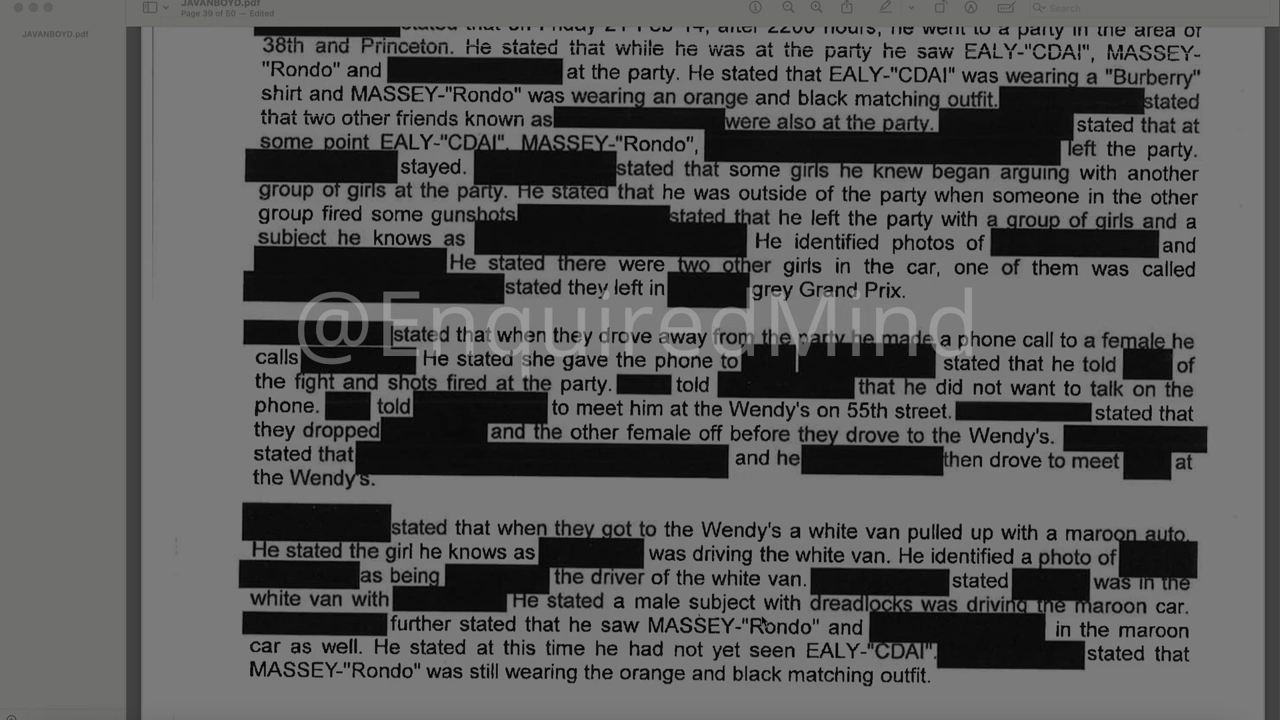 JAVANBOYD.pdf
Page 39 of 50 — Edited
Search
JAVANBOYD.pdf
stated that on Friday 21 Feb 14, after 2200 hours, he went to a party in the area of
38th and Princeton. He stated that while he was at the party he saw EALY-"CDAI", MASSEY-
"Rondo" and at the party. He stated that EALY-"CDAI" was wearing a "Burberry"
shirt and MASSEY-"Rondo" was wearing an orange and black matching outfit. stated
that two other friends known as were also at the party. stated that at
some point EALY-"CDAI", MASSEY-"Rondo", left the party.
stayed. stated that some girls he knew began arguing with another
group of girls at the party. He stated that he was outside of the party when someone in the other
group fired some gunshots stated that he left the party with a group of girls and a
subject he knows as He identified photos of and
He stated there were two other girls in the car, one of them was called
stated they left in grey Grand Prix.
@EnquiredMind
stated that when they drove away from the party he made a phone call to a female he
calls He stated she gave the phone to stated that he told of
the fight and shots fired at the party. told that he did not want to talk on the
phone. told to meet him at the Wendy's on 55th street. stated that
they dropped and the other female off before they drove to the Wendy's.
stated that and he then drove to meet at
the Wendy's.
stated that when they got to the Wendy's a white van pulled up with a maroon auto.
He stated the girl he knows as was driving the white van. He identified a photo of
as being the driver of the white van. stated was in the
white van with He stated a male subject with dreadlocks was driving the maroon car.
further stated that he saw MASSEY-"Rondo" and in the maroon
car as well. He stated at this time he had not yet seen EALY-"CDAI". stated that
MASSEY-"Rondo" was still wearing the orange and black matching outfit.